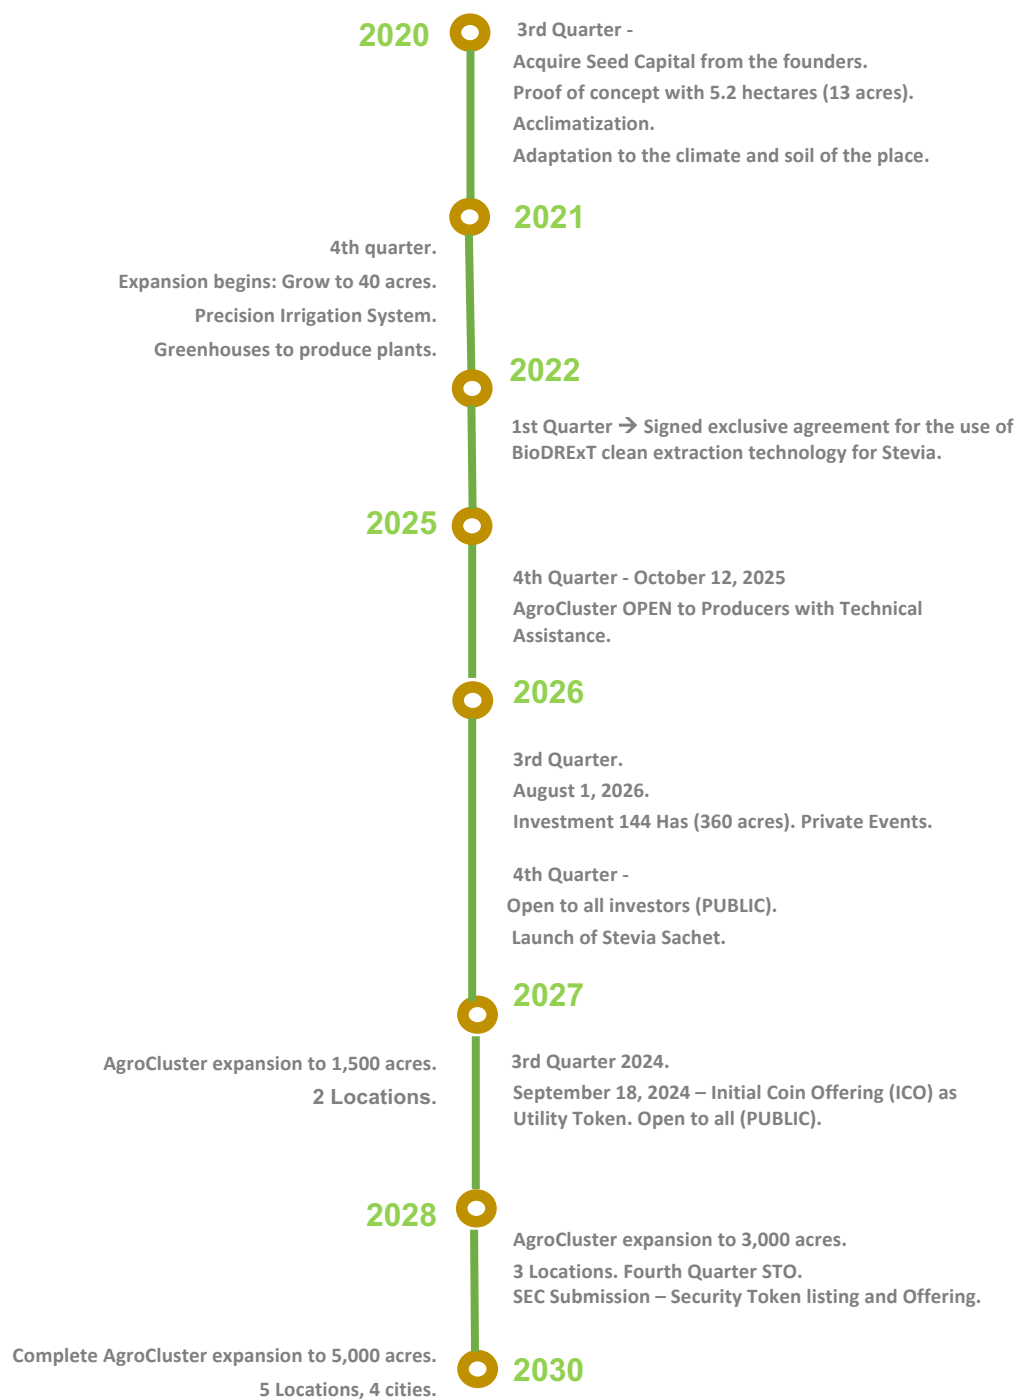 2020
3rd Quarter -
Acquire Seed Capital from the founders.
Proof of concept with 5.2 hectares (13 acres).
Acclimatization.
Adaptation to the climate and soil of the place.
2021
4th quarter.
Expansion begins: Grow to 40 acres.
Precision Irrigation System.
Greenhouses to produce plants.
2022
1st Quarter → Signed exclusive agreement for the use of
BioDRExT clean extraction technology for Stevia.
2025
4th Quarter - October 12, 2025
AgroCluster OPEN to Producers with Technical
Assistance.
2026
3rd Quarter.
August 1, 2026.
Investment 144 Has (360 acres). Private Events.
4th Quarter -
Open to all investors (PUBLIC).
Launch of Stevia Sachet.
2027
AgroCluster expansion to 1,500 acres.
2 Locations.
3rd Quarter 2024.
September 18, 2024 – Initial Coin Offering (ICO) as
Utility Token. Open to all (PUBLIC).
2028
AgroCluster expansion to 3,000 acres.
3 Locations. Fourth Quarter STO.
SEC Submission – Security Token listing and Offering.
2030
Complete AgroCluster expansion to 5,000 acres.
5 Locations, 4 cities.